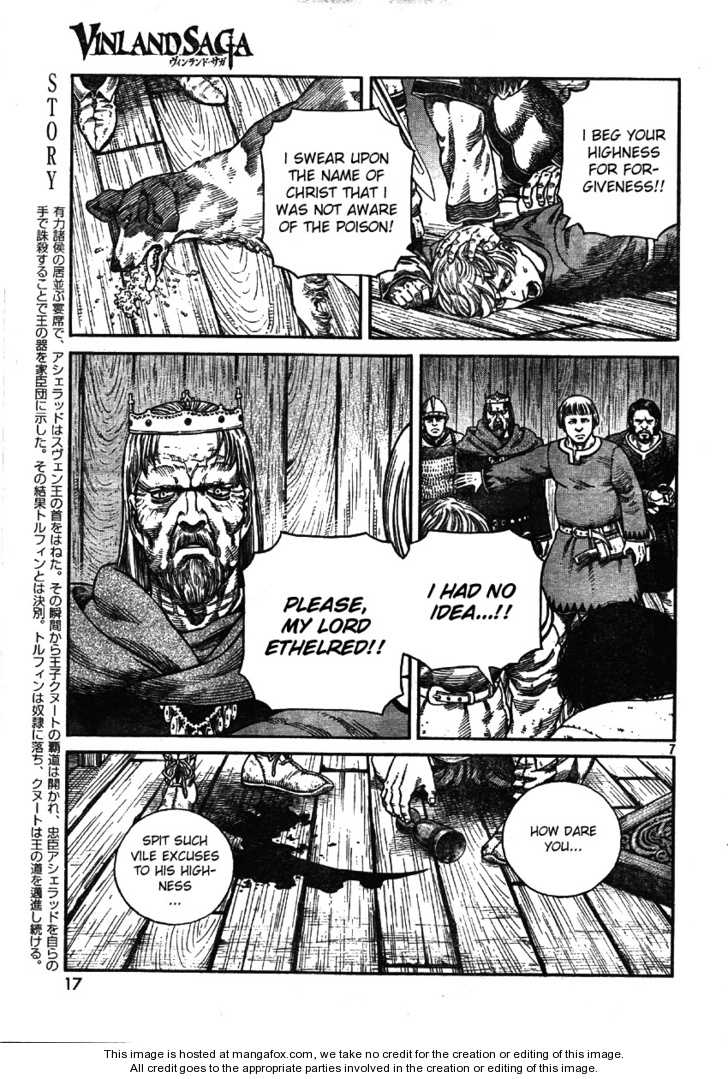 VINLAND SAGA
ヴィンランド・サガ
I BEG YOUR
HIGHNESS
FOR FOR-
GIVENESS!!
I SWEAR UPON
THE NAME OF
CHRIST THAT I
WAS NOT AWARE
OF THE POISON!
I HAD NO
IDEA...!!
PLEASE,
MY LORD
ETHELRED!!
7
HOW DARE
YOU...
SPIT SUCH
VILE EXCUSES
TO HIS HIGH-
NESS
...
STORY
有力諸侯の居並ぶ宴席で、アシェラッドはスヴェン王の首をはねた。その瞬間から王子クヌートの覇道は開かれ、忠臣アシェラッドを自らの
手で誅殺することで王の器を家臣団に示した。その結果トルフィンとは決別。トルフィンは奴隷に落ち、クヌートは王の道を邁進し続ける。
17
This image is hosted at mangafox.com, we take no credit for the creation or editing of this image.
All credit goes to the appropriate parties involved in the creation or editing of this image.